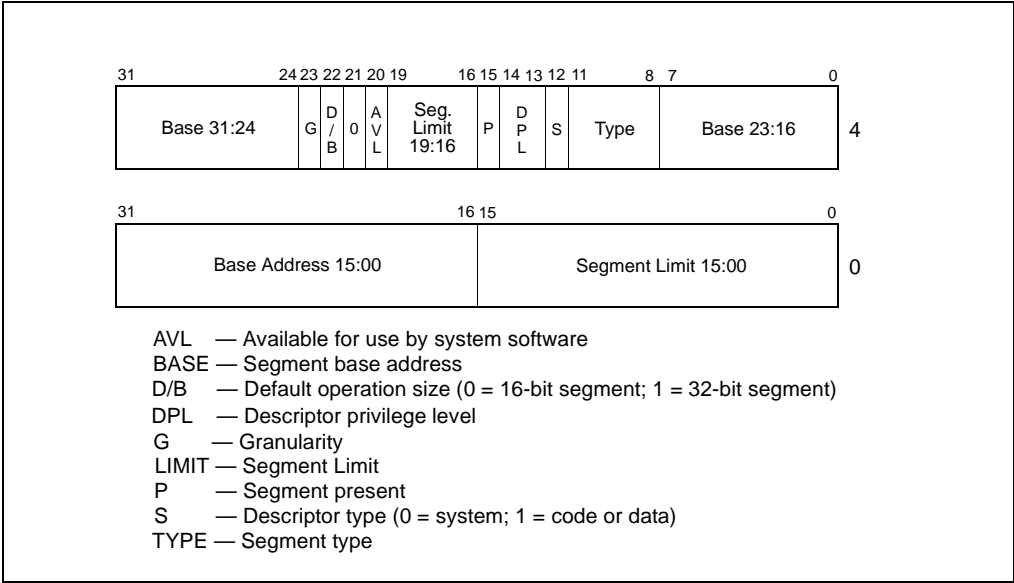 31 24 23 22 21 20 19 16 15 14 13 12 11 8 7 0
Base 31:24 G D/B 0 AVL Seg. Limit 19:16 P DPL S Type Base 23:16 4
31 16 15 0
Base Address 15:00 Segment Limit 15:00 0
AVL — Available for use by system software
BASE — Segment base address
D/B — Default operation size (0 = 16-bit segment; 1 = 32-bit segment)
DPL — Descriptor privilege level
G — Granularity
LIMIT — Segment Limit
P — Segment present
S — Descriptor type (0 = system; 1 = code or data)
TYPE — Segment type